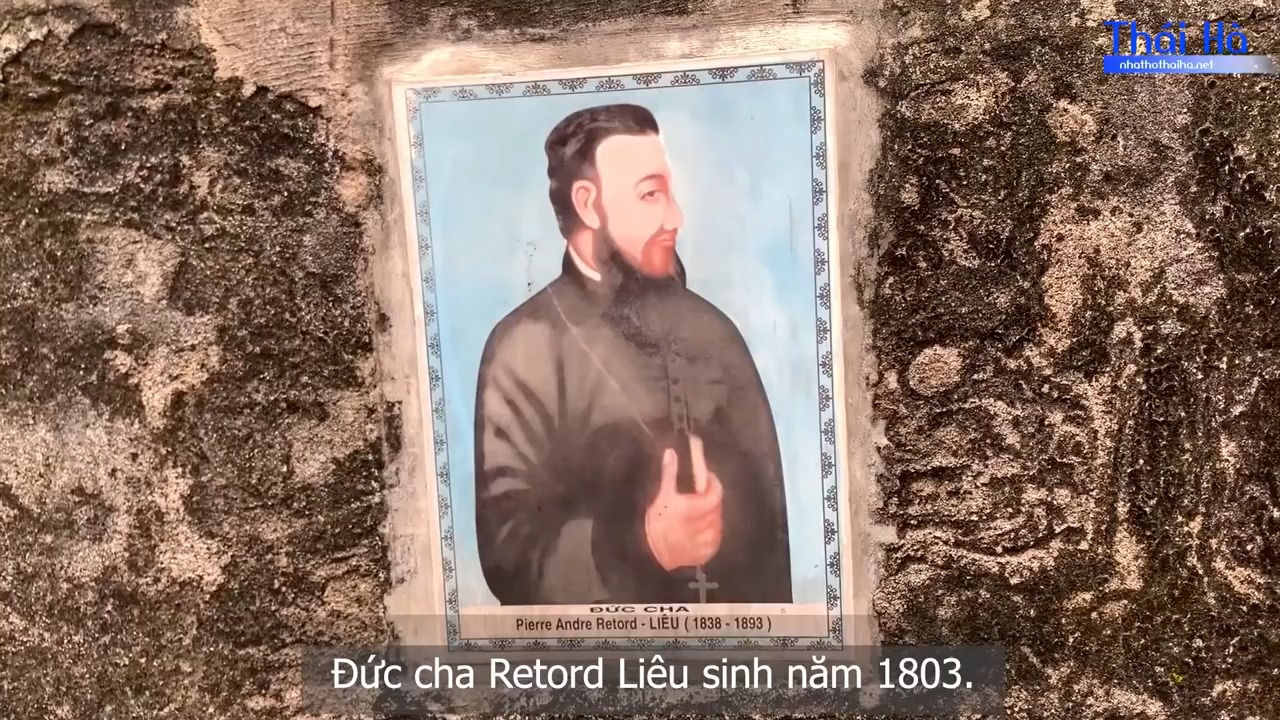 Thái Hà
nhathothaiha.net
ĐỨC CHA
Pierre Andre Retord - LIÊU ( 1838 - 1893 )
Đức cha Retord Liêu sinh năm 1803.